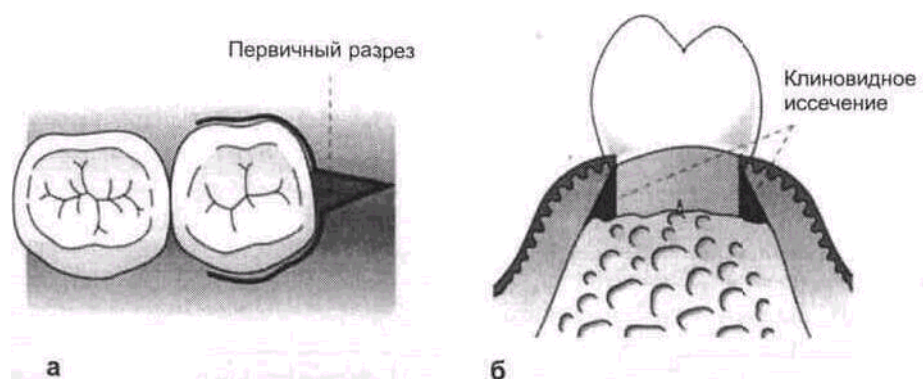 Первичный разрез
Клиновидное
иссечение
а
б